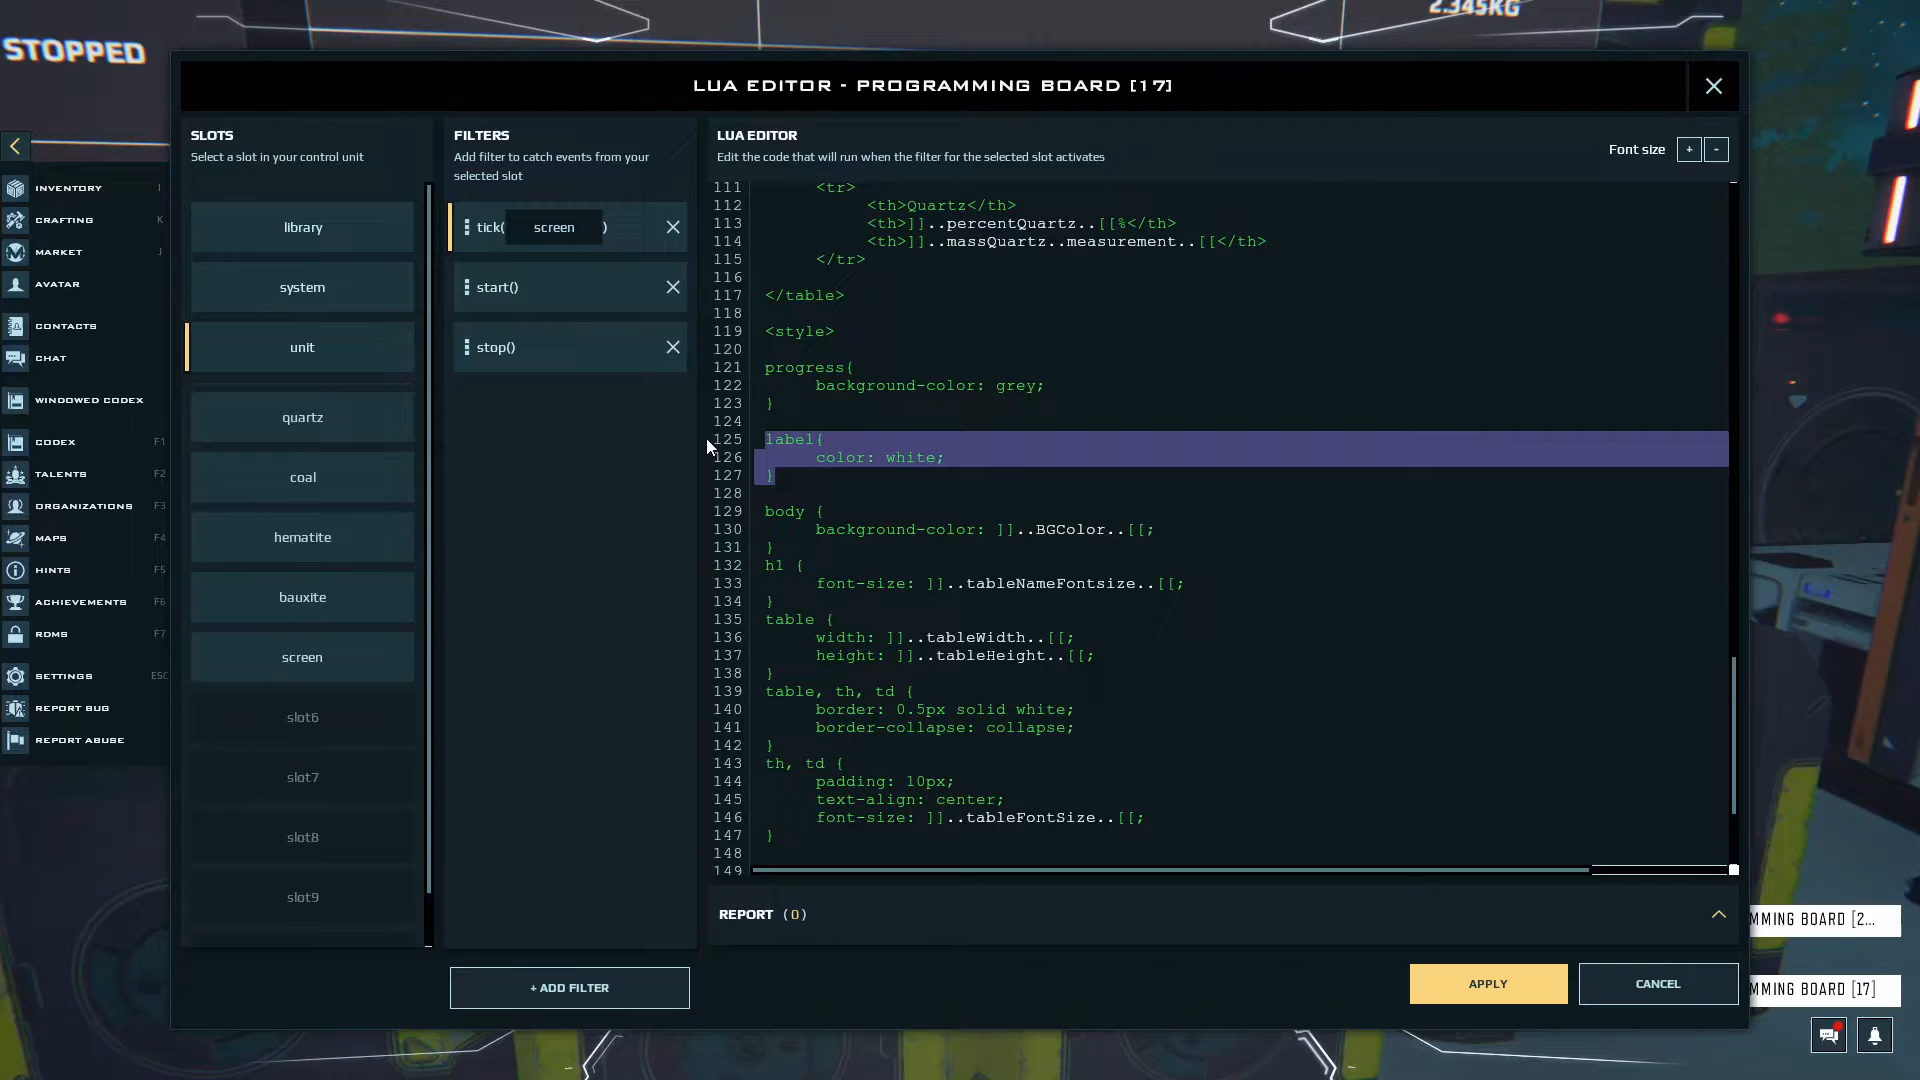 STOPPED
2.345KG
LUA EDITOR - PROGRAMMING BOARD [17]
INVENTORY I
CRAFTING K
MARKET J
AVATAR
CONTACTS
CHAT
WINDOWED CODEX
CODEX F1
TALENTS F2
ORGANIZATIONS F3
MAPS F4
HINTS F5
ACHIEVEMENTS F6
RDMS F7
SETTINGS ESC
REPORT BUG
REPORT ABUSE
SLOTS
Select a slot in your control unit
library
system
unit
quartz
coal
hematite
bauxite
screen
slot6
slot7
slot8
slot9
FILTERS
Add filter to catch events from your
selected slot
tick( screen )
start()
stop()
+ ADD FILTER
LUA EDITOR
Edit the code that will run when the filter for the selected slot activates
Font size + -
111 <tr>
112 <th>Quartz</th>
113 <th>]]..percentQuartz..[[%</th>
114 <th>]]..massQuartz..measurement..[[</th>
115 </tr>
116
117 </table>
118
119 <style>
120
121 progress{
122 background-color: grey;
123 }
124
125 label{
126 color: white;
127 }
128
129 body {
130 background-color: ]]..BGColor..[[;
131 }
132 h1 {
133 font-size: ]]..tableNameFontsize..[[;
134 }
135 table {
136 width: ]]..tableWidth..[[;
137 height: ]]..tableHeight..[[;
138 }
139 table, th, td {
140 border: 0.5px solid white;
141 border-collapse: collapse;
142 }
143 th, td {
144 padding: 10px;
145 text-align: center;
146 font-size: ]]..tableFontSize..[[;
147 }
148
149
REPORT (0)
APPLY
CANCEL
MMING BOARD [2...
MMING BOARD [17]